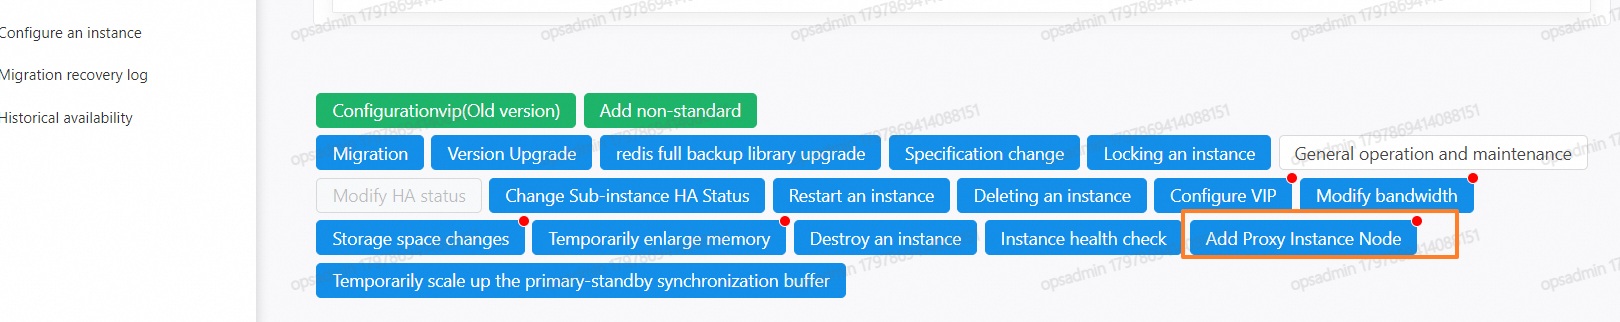 Configure an instance
Migration recovery log
Historical availability
opsadmin 1797869414088151
Configurationvip(Old version) Add non-standard
Migration Version Upgrade redis full backup library upgrade Specification change Locking an instance General operation and maintenance
Modify HA status Change Sub-instance HA Status Restart an instance Deleting an instance Configure VIP Modify bandwidth
Storage space changes Temporarily enlarge memory Destroy an instance Instance health check Add Proxy Instance Node
Temporarily scale up the primary-standby synchronization buffer